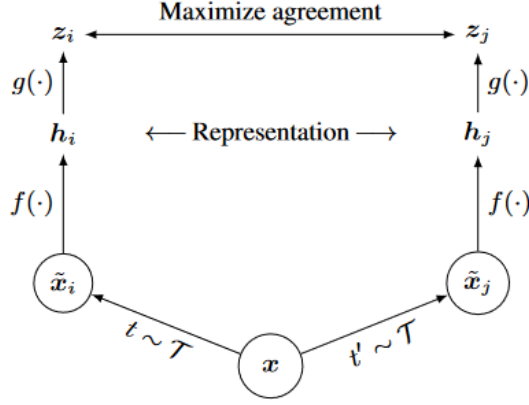 Maximize agreement
z_i z_j
g(·) g(·)
h_i ← Representation → h_j
f(·) f(·)
x̃_i x̃_j
t ∼ 𝒯 t′ ∼ 𝒯
x